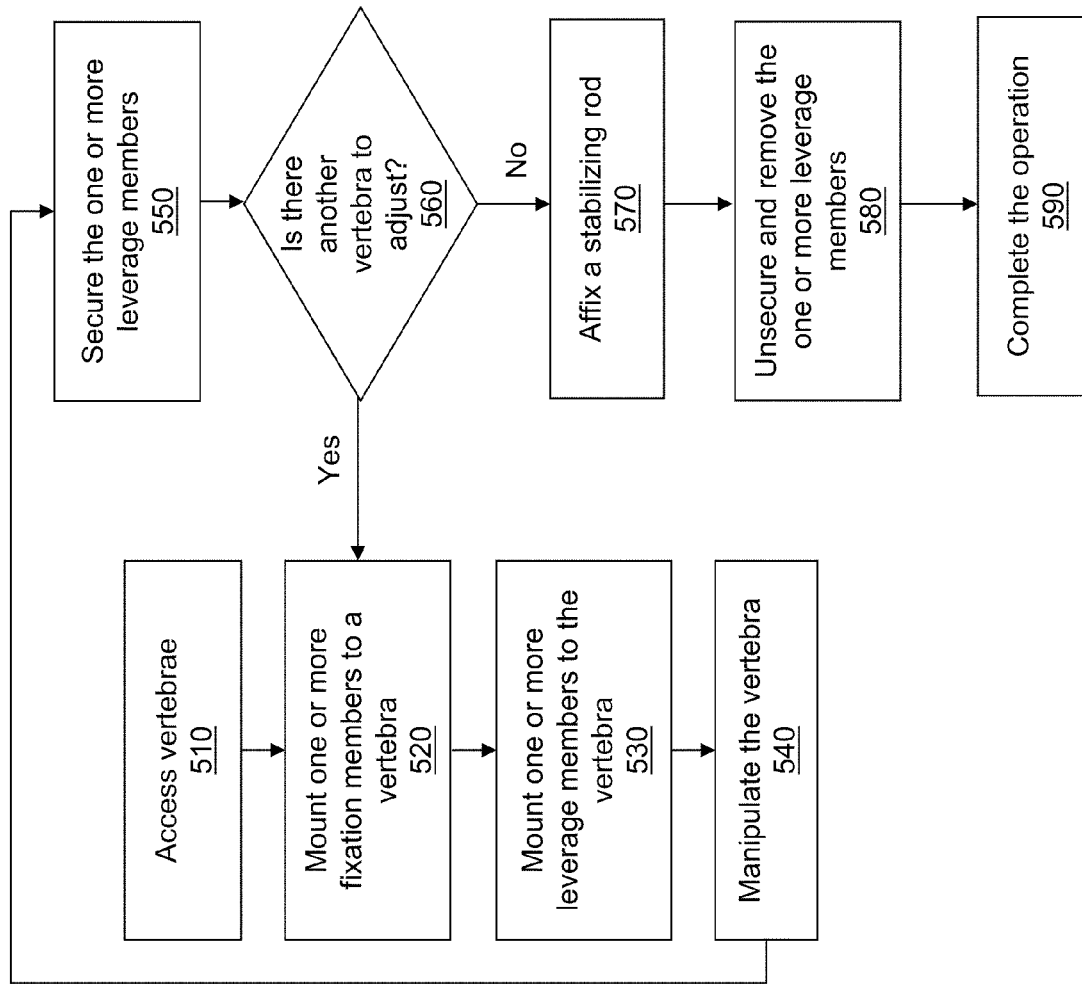 Access vertebrae
510
Mount one or more
fixation members to a
vertebra
520
Mount one or more
leverage members to the
vertebra
530
Manipulate the vertebra
540
Secure the one or more
leverage members
550
Is there
another
vertebra to
adjust?
560
Yes
No
Affix a stabilizing rod
570
Unsecure and remove the
one or more leverage
members
580
Complete the operation
590